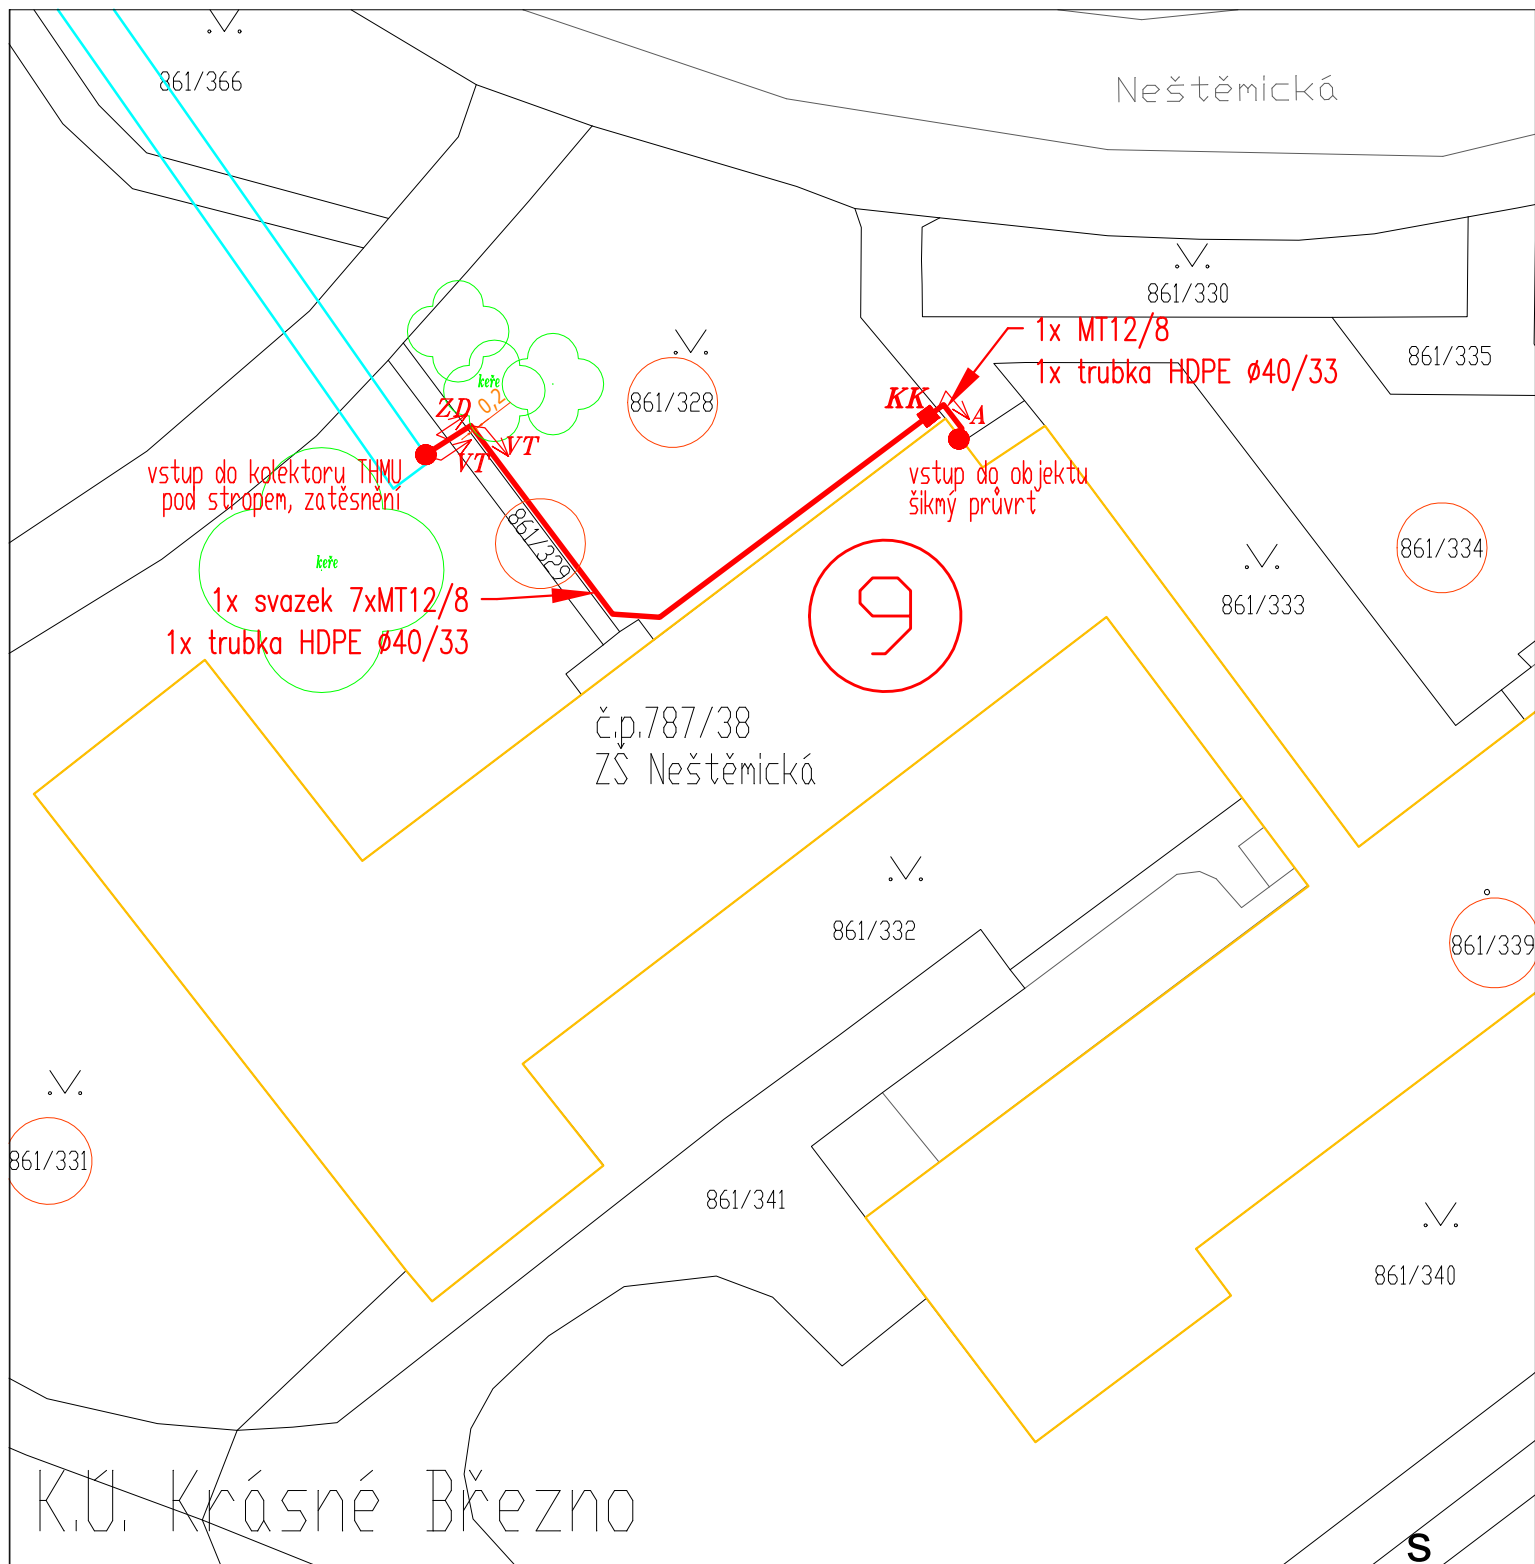 861/366
Neštěmická
861/330
1x MT12/8
1x trubka HDPE ø40/33
861/335
keře
0,2
861/328
ZD
VT
VT
KK
A
vstup do kolektoru THMU
pod stropem, zatěsnění
vstup do objektu
šikmý průvrt
861/329
861/334
keře
1x svazek 7xMT12/8
1x trubka HDPE ø40/33
861/333
9
č.p.787/38
ZŠ Neštěmická
861/332
861/339
861/331
861/341
861/340
K.Ú. Krásné Březno
S